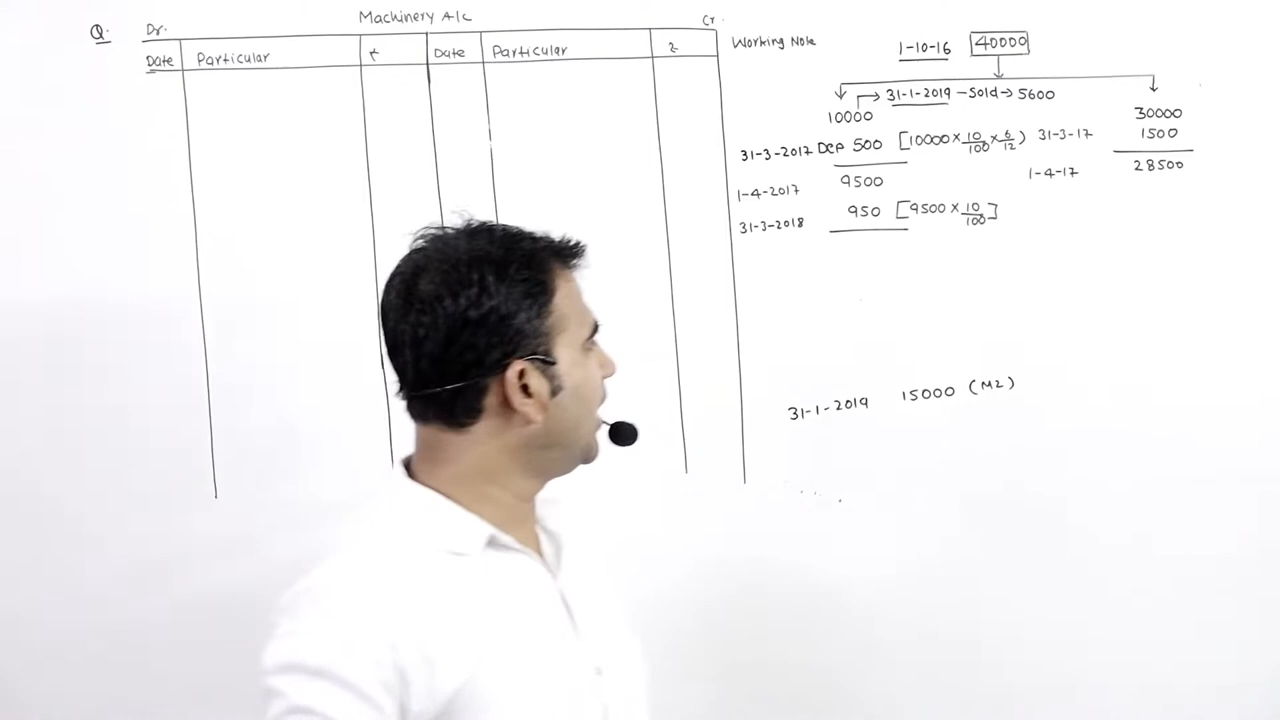 Q. Dr. Machinery A/c Cr.
Date Particular ₹ Date Particular ₹
Working Note
1-10-16 40000
31-1-2019 - Sold → 5600
10000 30000
31-3-2017 Dep 500 [10000 × 10/100 × 6/12) 31-3-17 1500
1-4-2017 9500 1-4-17 28500
31-3-2018 950 [9500 × 10/100]
31-1-2019 15000 (M2)